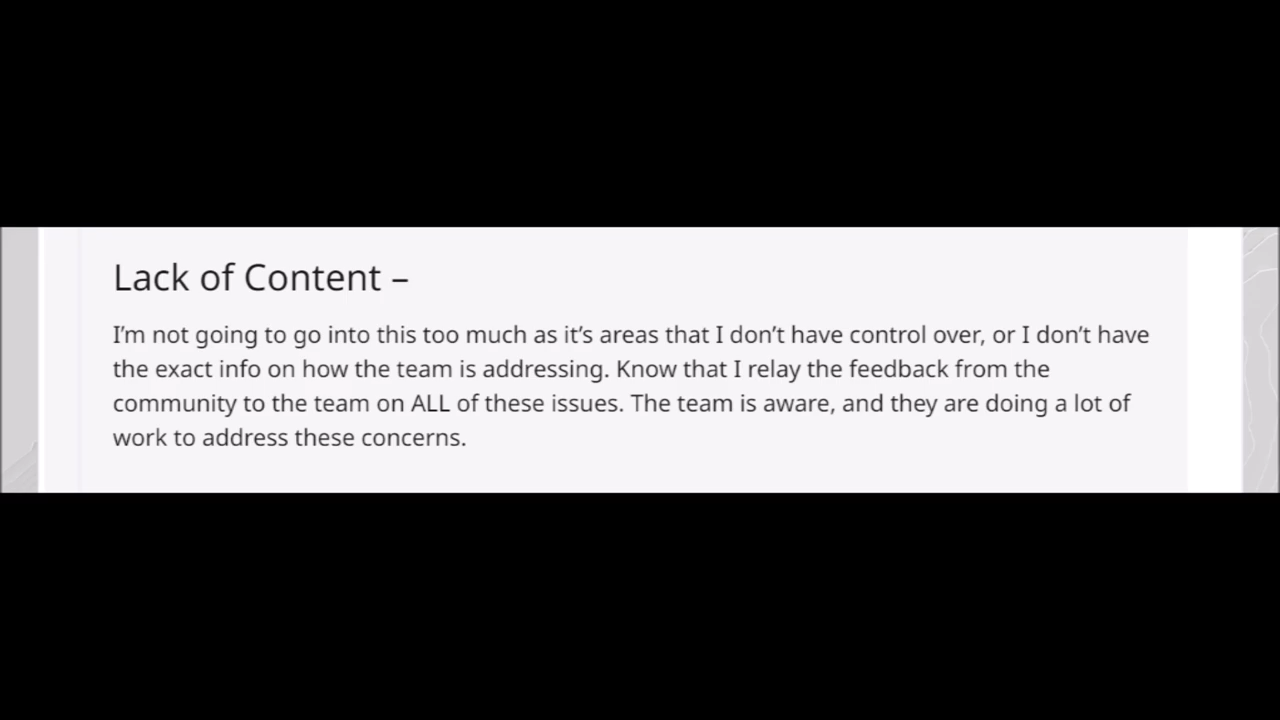 Lack of Content –
I’m not going to go into this too much as it’s areas that I don’t have control over, or I don’t have
the exact info on how the team is addressing. Know that I relay the feedback from the
community to the team on ALL of these issues. The team is aware, and they are doing a lot of
work to address these concerns.